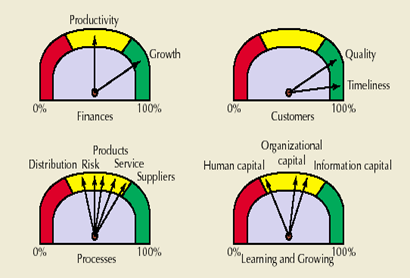 Productivity
Growth
0%
100%
Finances
Quality
Timeliness
0%
100%
Customers
Products
Distribution Risk Service
Suppliers
0%
100%
Processes
Organizational
Human capital capital Information capital
0%
100%
Learning and Growing